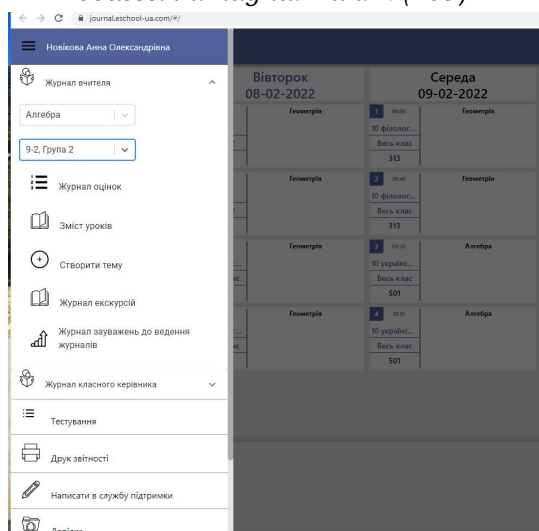 journal.eschool-ua.com/#/
Новікова Анна Олександрівна
Журнал вчителя
Алгебра
9-2, Група 2
Журнал оцінок
Зміст уроків
Створити тему
Журнал екскурсій
Журнал зауважень до ведення
журналів
Журнал класного керівника
Тестування
Друк звітності
Написати в службу підтримки
Вівторок
08-02-2022
Геометрія
Геометрія
Геометрія
Геометрія
Середа
09-02-2022
1 Геометрія
10 філолог...
Весь клас
313
2 Геометрія
10 філолог...
Весь клас
313
3 Алгебра
10 українс...
Весь клас
501
4 Алгебра
10 українс...
Весь клас
501